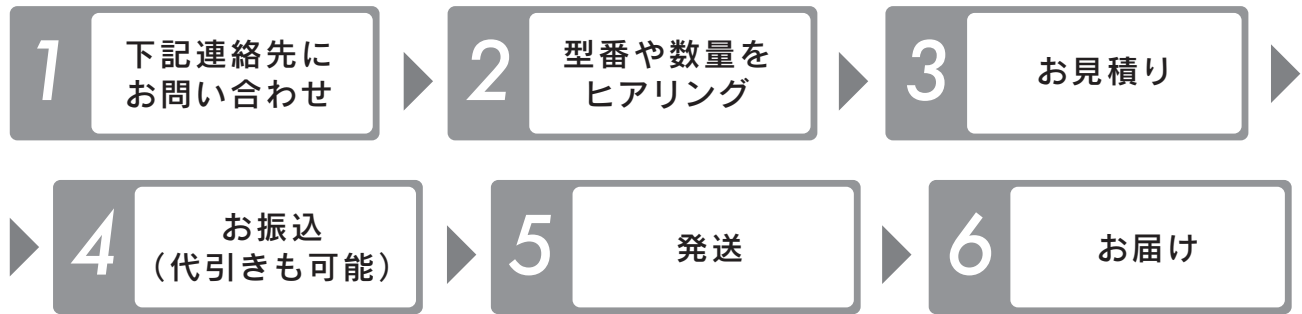 1
下記連絡先に
お問い合わせ
2
型番や数量を
ヒアリング
3
お見積り
4
お振込
（代引きも可能）
5
発送
6
お届け